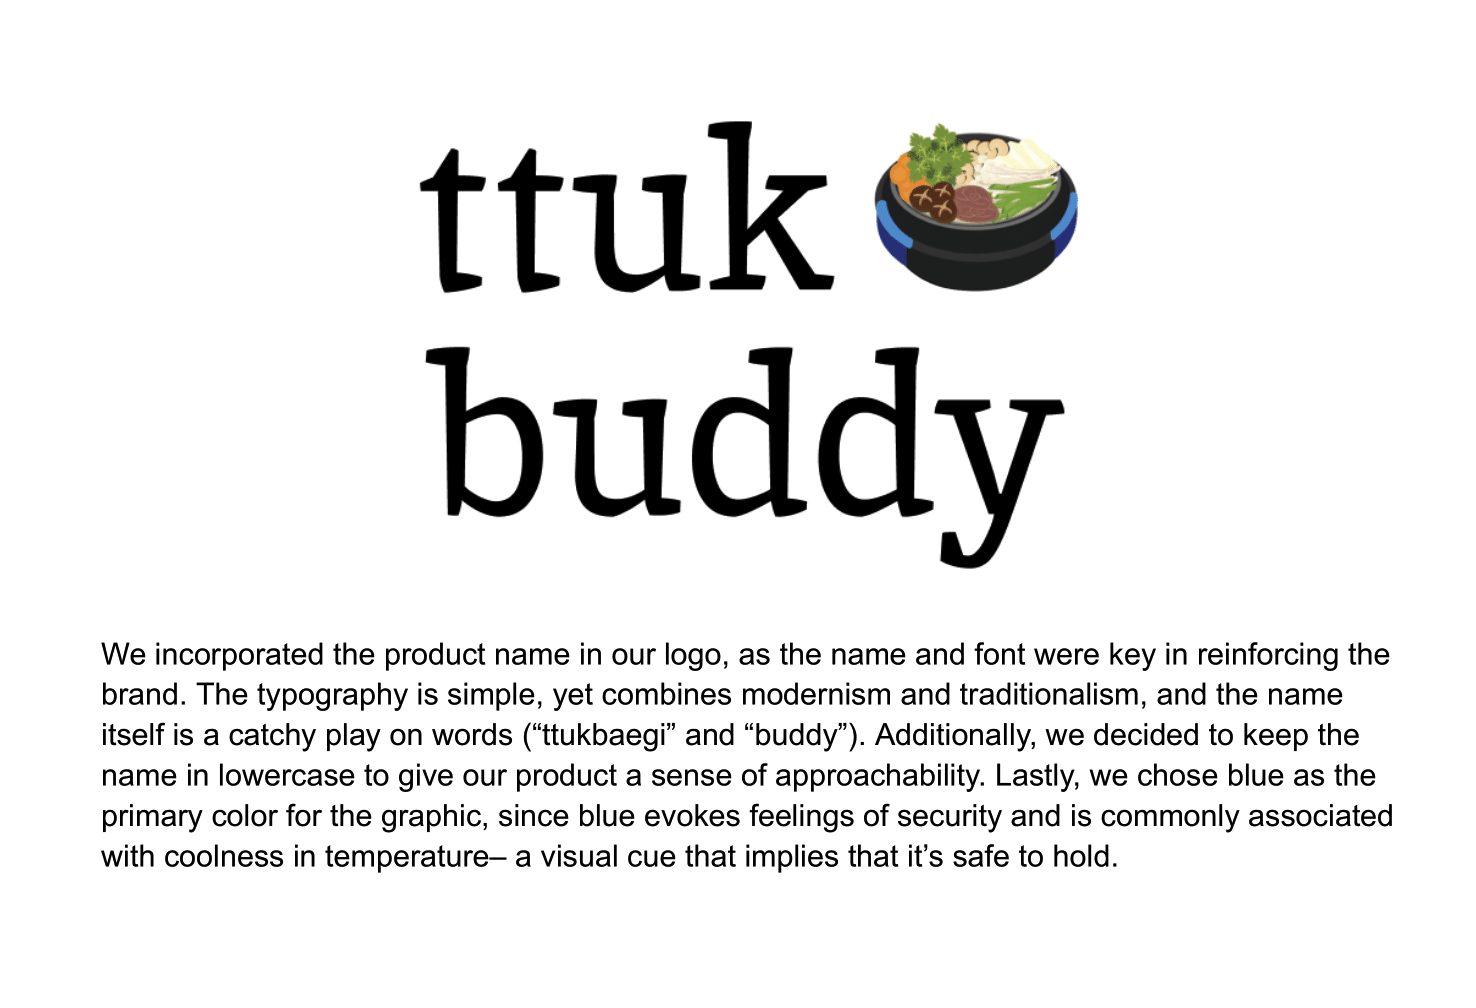 ttuk
buddy
We incorporated the product name in our logo, as the name and font were key in reinforcing the
brand. The typography is simple, yet combines modernism and traditionalism, and the name
itself is a catchy play on words (“ttukbaegi” and “buddy”). Additionally, we decided to keep the
name in lowercase to give our product a sense of approachability. Lastly, we chose blue as the
primary color for the graphic, since blue evokes feelings of security and is commonly associated
with coolness in temperature– a visual cue that implies that it’s safe to hold.